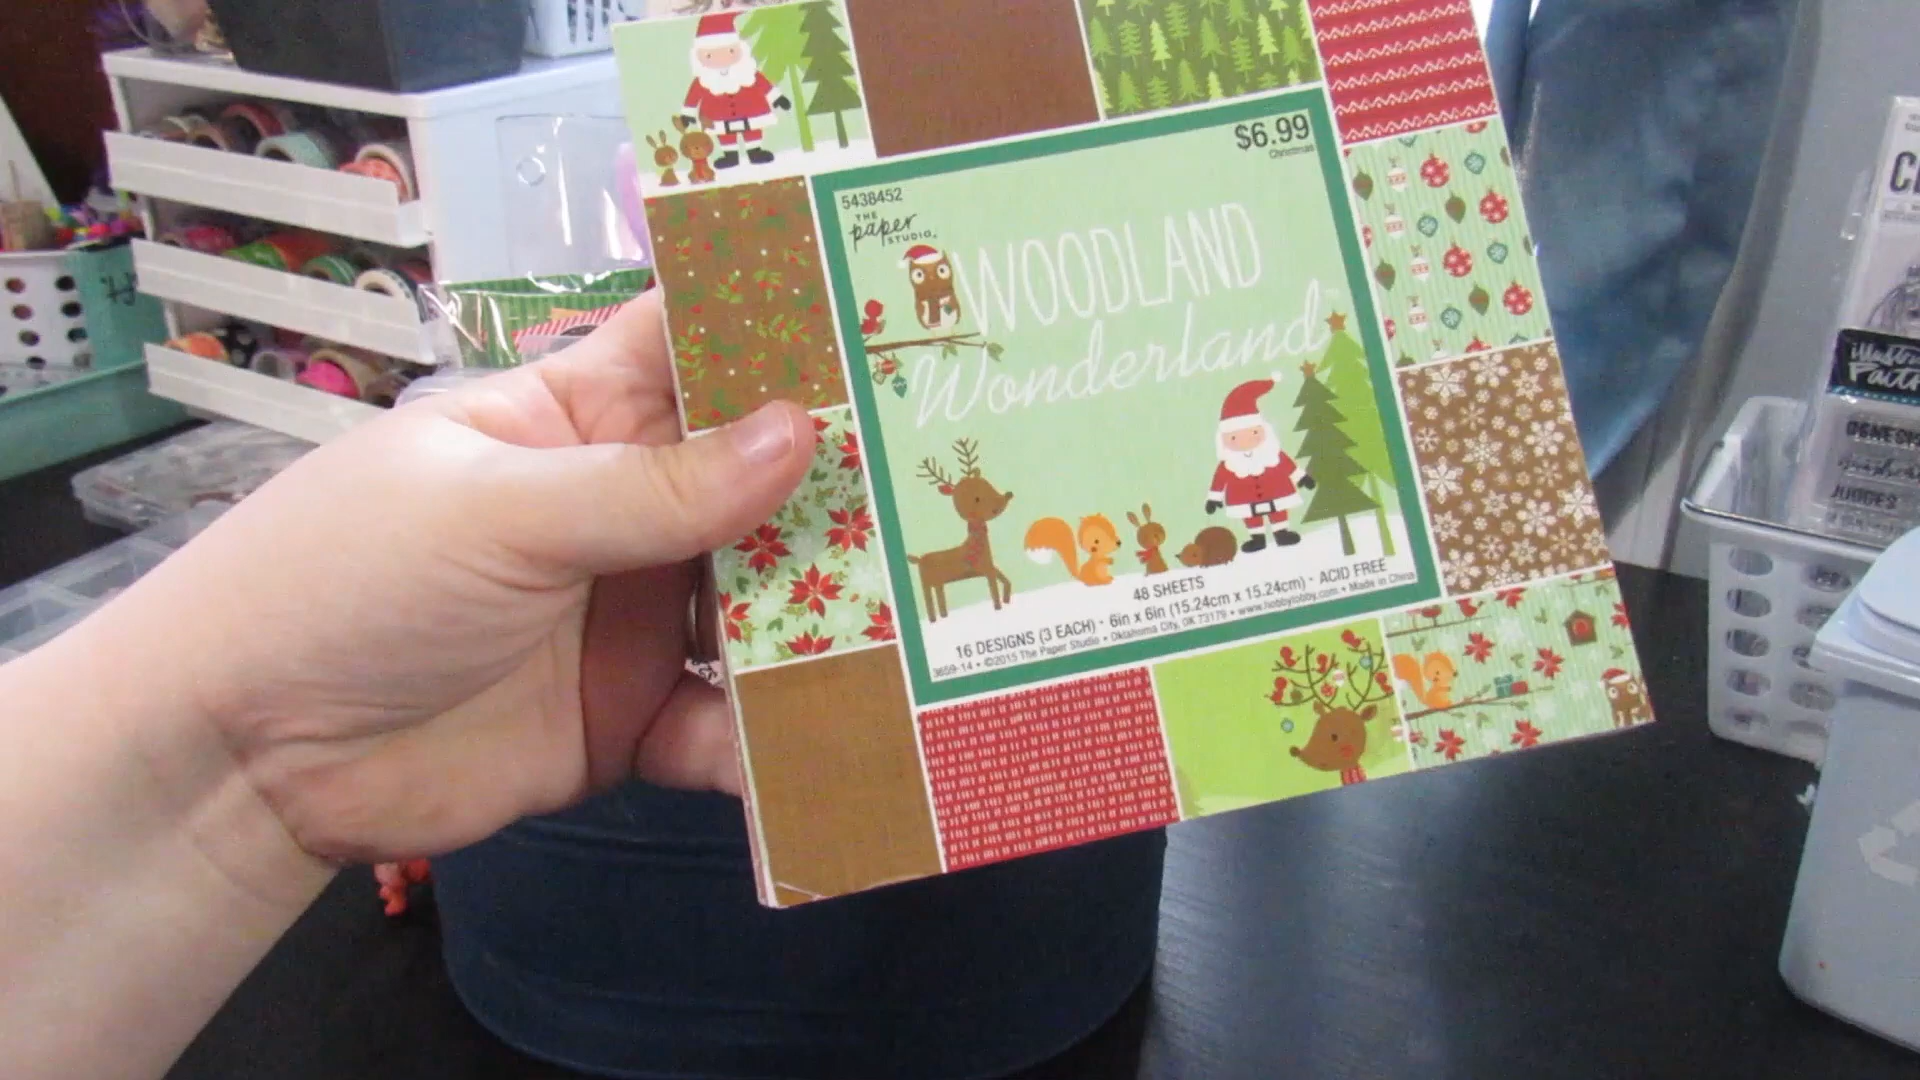 $6.99
Christmas
5438452
THE
paper
STUDIO
WOODLAND
Wonderland
48 SHEETS
16 DESIGNS (3 EACH) • 6in x 6in (15.24cm x 15.24cm) • ACID FREE
3659-14 • ©2015 The Paper Studio • Oklahoma City, OK 73179 • www.hobbylobby.com • Made in China